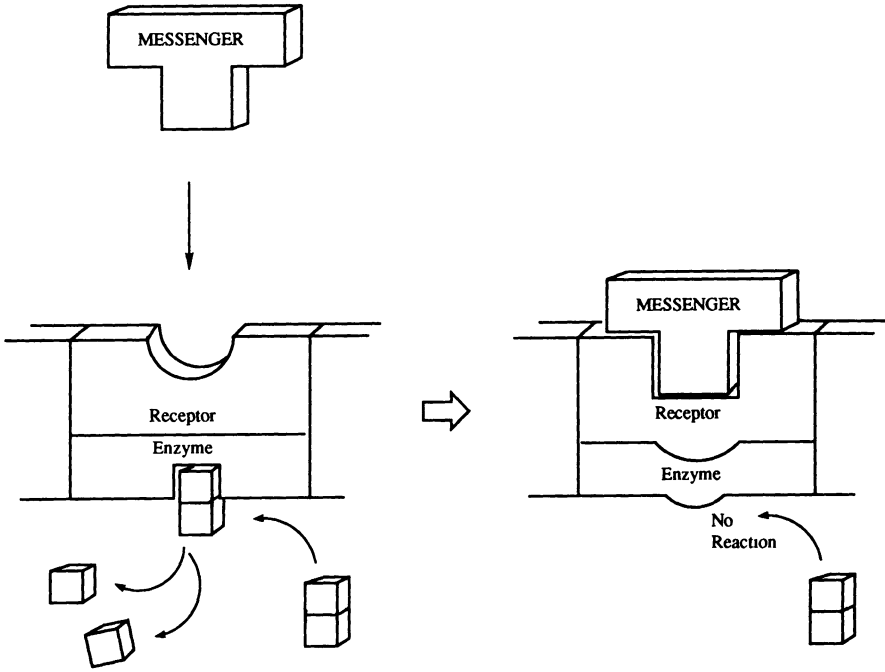 MESSENGER
Receptor
Enzyme
MESSENGER
Receptor
Enzyme
No
Reaction